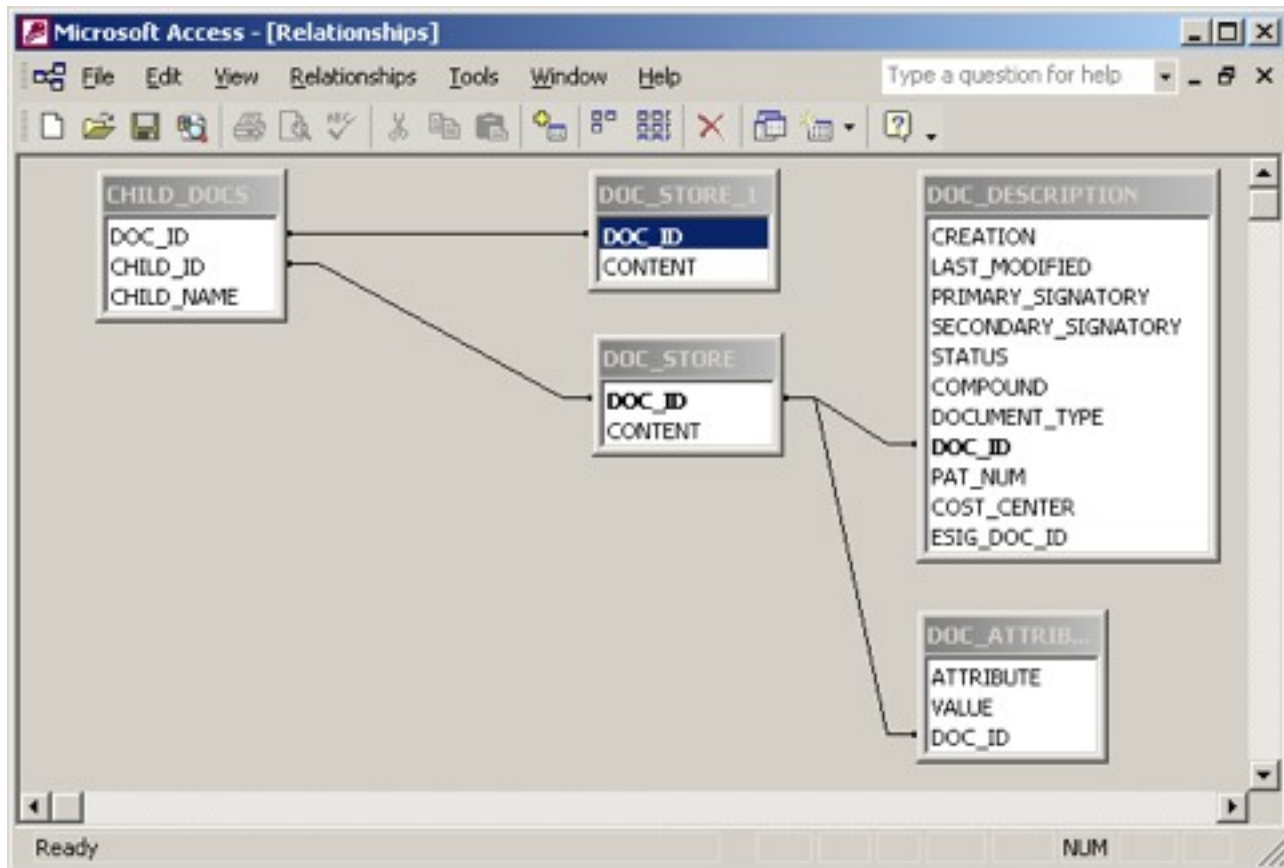 Microsoft Access - [Relationships]
File Edit View Relationships Tools Window Help Type a question for help
CHILD_DOCS
DOC_ID
CHILD_ID
CHILD_NAME
DOC_STORE_1
DOC_ID
CONTENT
DOC_STORE
DOC_ID
CONTENT
DOC_DESCRIPTION
CREATION
LAST_MODIFIED
PRIMARY_SIGNATORY
SECONDARY_SIGNATORY
STATUS
COMPOUND
DOCUMENT_TYPE
DOC_ID
PAT_NUM
COST_CENTER
ESIG_DOC_ID
DOC_ATTRIB...
ATTRIBUTE
VALUE
DOC_ID
Ready NUM